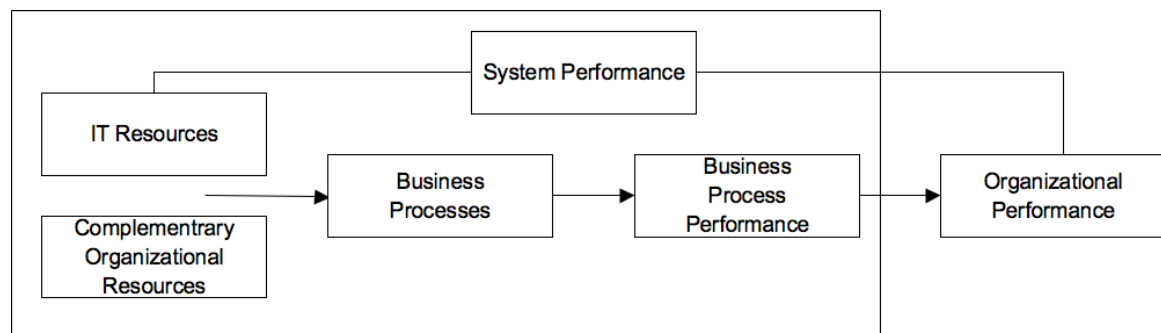 System Performance
IT Resources
Complementrary
Organizational
Resources
Business
Processes
Business
Process
Performance
Organizational
Performance